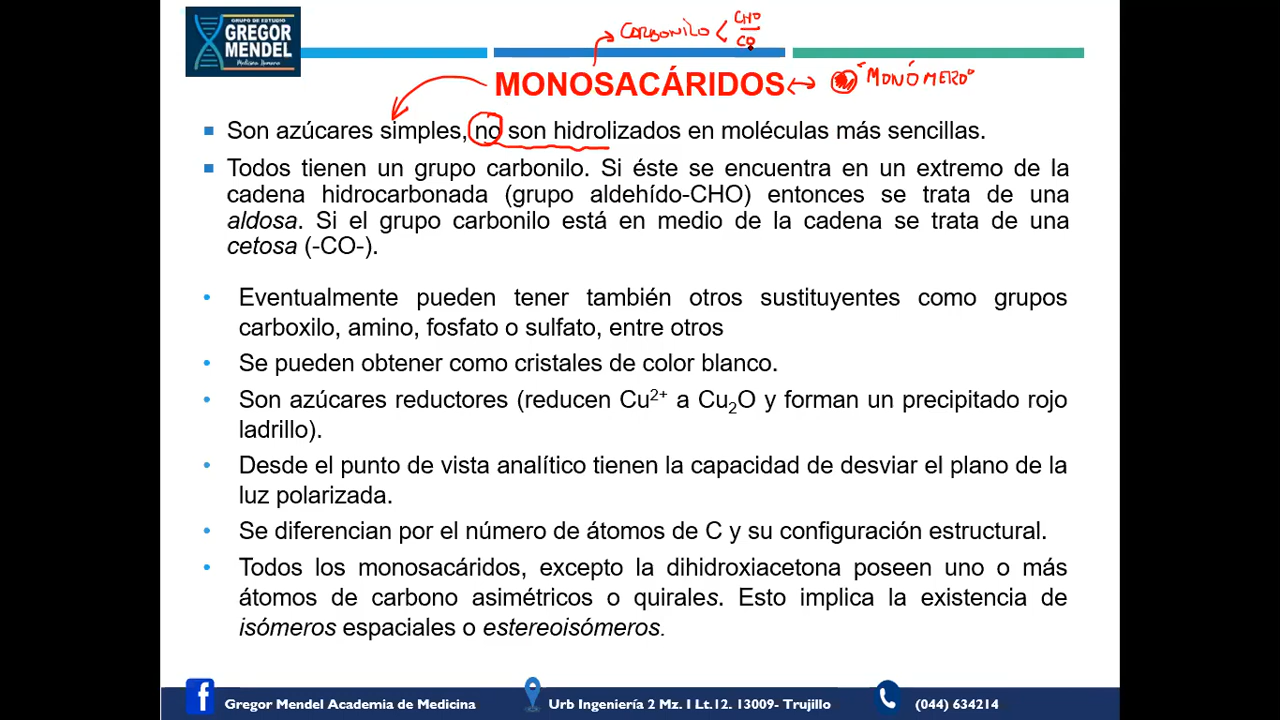 GRUPO DE ESTUDIO
GREGOR
MENDEL
Medicina Humana
CARBONILO < CHO
CO
MONOSACÁRIDOS
"MONÓMERO"
Son azúcares simples, no son hidrolizados en moléculas más sencillas.
Todos tienen un grupo carbonilo. Si éste se encuentra en un extremo de la
cadena hidrocarbonada (grupo aldehído-CHO) entonces se trata de una
aldosa. Si el grupo carbonilo está en medio de la cadena se trata de una
cetosa (-CO-).
Eventualmente pueden tener también otros sustituyentes como grupos
carboxilo, amino, fosfato o sulfato, entre otros
Se pueden obtener como cristales de color blanco.
Son azúcares reductores (reducen Cu²⁺ a Cu₂O y forman un precipitado rojo
ladrillo).
Desde el punto de vista analítico tienen la capacidad de desviar el plano de la
luz polarizada.
Se diferencian por el número de átomos de C y su configuración estructural.
Todos los monosacáridos, excepto la dihidroxiacetona poseen uno o más
átomos de carbono asimétricos o quirales. Esto implica la existencia de
isómeros espaciales o estereoisómeros.
Gregor Mendel Academia de Medicina
Urb Ingeniería 2 Mz. I Lt.12. 13009- Trujillo
(044) 634214